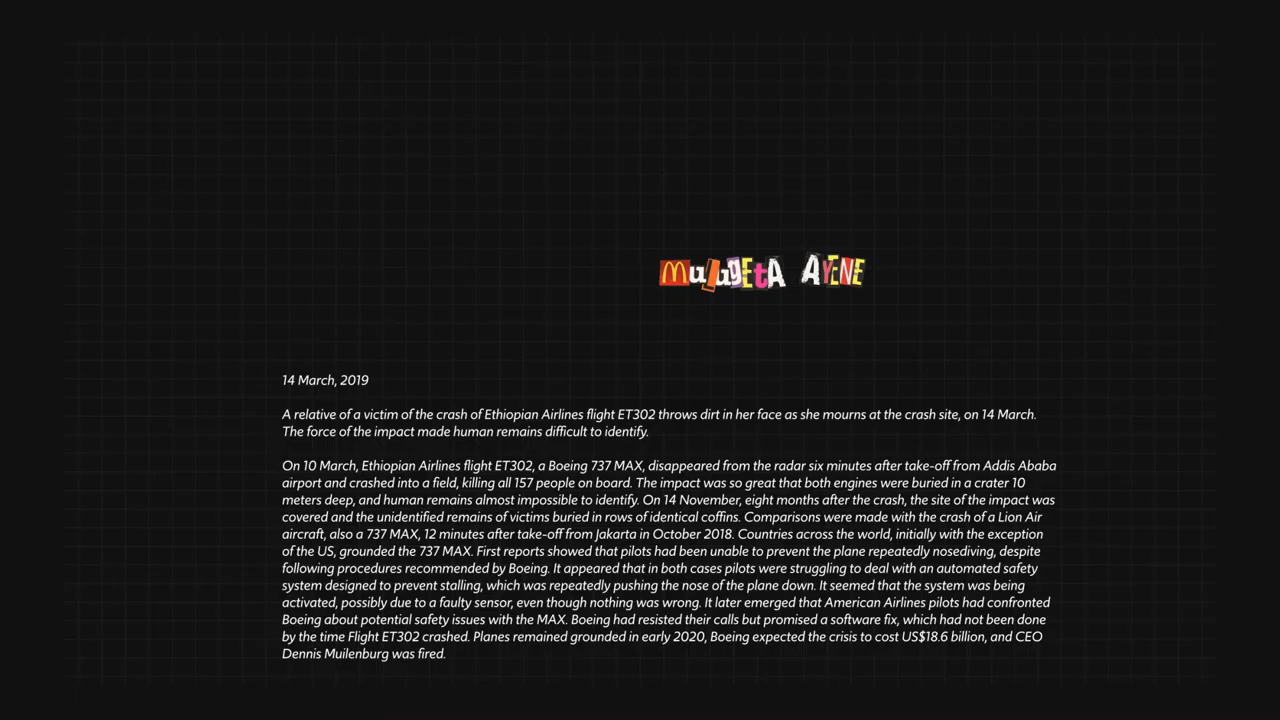 MulugEtA AYENE
14 March, 2019
A relative of a victim of the crash of Ethiopian Airlines flight ET302 throws dirt in her face as she mourns at the crash site, on 14 March.
The force of the impact made human remains difficult to identify.
On 10 March, Ethiopian Airlines flight ET302, a Boeing 737 MAX, disappeared from the radar six minutes after take-off from Addis Ababa
airport and crashed into a field, killing all 157 people on board. The impact was so great that both engines were buried in a crater 10
meters deep, and human remains almost impossible to identify. On 14 November, eight months after the crash, the site of the impact was
covered and the unidentified remains of victims buried in rows of identical coffins. Comparisons were made with the crash of a Lion Air
aircraft, also a 737 MAX, 12 minutes after take-off from Jakarta in October 2018. Countries across the world, initially with the exception
of the US, grounded the 737 MAX. First reports showed that pilots had been unable to prevent the plane repeatedly nosediving, despite
following procedures recommended by Boeing. It appeared that in both cases pilots were struggling to deal with an automated safety
system designed to prevent stalling, which was repeatedly pushing the nose of the plane down. It seemed that the system was being
activated, possibly due to a faulty sensor, even though nothing was wrong. It later emerged that American Airlines pilots had confronted
Boeing about potential safety issues with the MAX. Boeing had resisted their calls but promised a software fix, which had not been done
by the time Flight ET302 crashed. Planes remained grounded in early 2020, Boeing expected the crisis to cost US$18.6 billion, and CEO
Dennis Muilenburg was fired.